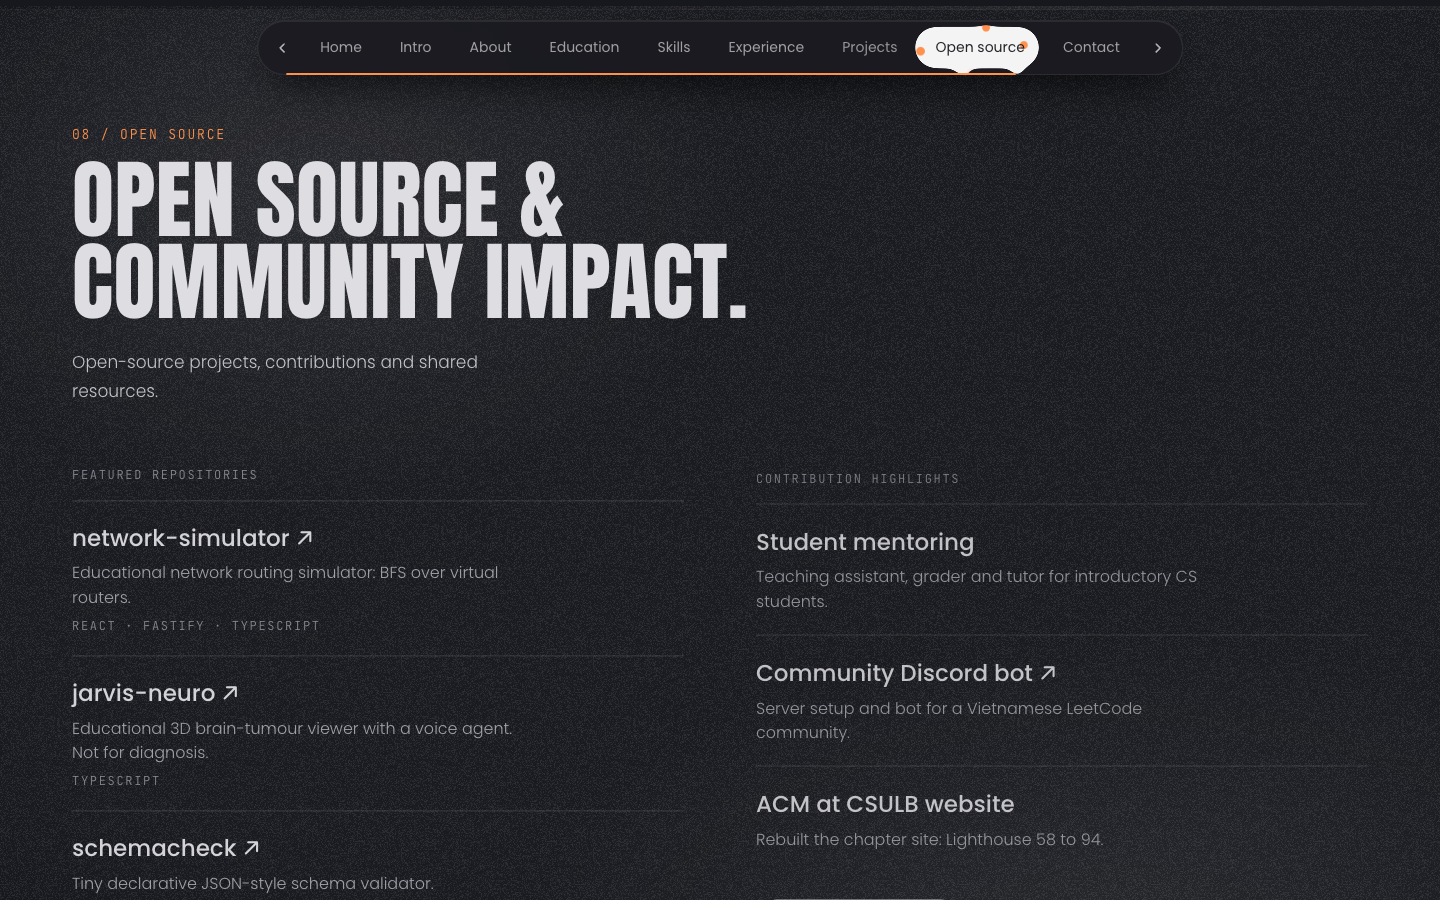 Home Intro About Education Skills Experience Projects Open source Contact
08 / OPEN SOURCE
OPEN SOURCE &
COMMUNITY IMPACT.
Open-source projects, contributions and shared
resources.
FEATURED REPOSITORIES
network-simulator ↗
Educational network routing simulator: BFS over virtual
routers.
REACT · FASTIFY · TYPESCRIPT
jarvis-neuro ↗
Educational 3D brain-tumour viewer with a voice agent.
Not for diagnosis.
TYPESCRIPT
schemacheck ↗
Tiny declarative JSON-style schema validator.
CONTRIBUTION HIGHLIGHTS
Student mentoring
Teaching assistant, grader and tutor for introductory CS
students.
Community Discord bot ↗
Server setup and bot for a Vietnamese LeetCode
community.
ACM at CSULB website
Rebuilt the chapter site: Lighthouse 58 to 94.